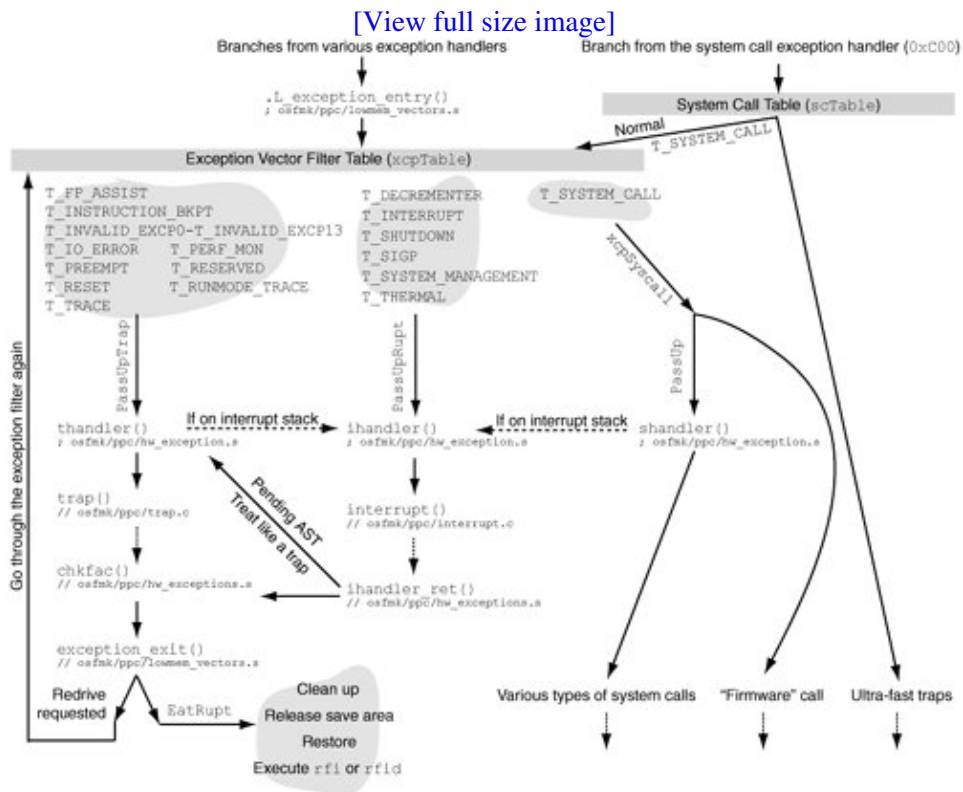 [View full size image]
Branches from various exception handlers
Branch from the system call exception handler (0xC00)
.L_exception_entry()
; osfmk/ppc/lowmem_vectors.s
System Call Table (scTable)
Normal
T_SYSTEM_CALL
Exception Vector Filter Table (xcpTable)
T_FP_ASSIST
T_INSTRUCTION_BKPT
T_INVALID_EXCP0-T_INVALID_EXCP13
T_IO_ERROR T_PERF_MON
T_PREEMPT T_RESERVED
T_RESET T_RUNMODE_TRACE
T_TRACE
T_DECREMENTER
T_INTERRUPT
T_SHUTDOWN
T_SIGP
T_SYSTEM_MANAGEMENT
T_THERMAL
T_SYSTEM_CALL
xcpSyscall
PassUpTrap
PassUpRupt
PassUp
Go through the exception filter again
thandler()
; osfmk/ppc/hw_exception.s
If on interrupt stack
ihandler()
; osfmk/ppc/hw_exception.s
If on interrupt stack
shandler()
; osfmk/ppc/hw_exception.s
trap()
// osfmk/ppc/trap.c
Pending AST
Treat like a trap
interrupt()
// osfmk/ppc/interrupt.c
chkfac()
// osfmk/ppc/hw_exceptions.s
ihandler_ret()
// osfmk/ppc/hw_exceptions.s
exception_exit()
// osfmk/ppc/lowmem_vectors.s
Redrive
requested
EatRupt
Clean up
Release save area
Restore
Execute rfi or rfid
Various types of system calls
"Firmware" call
Ultra-fast traps